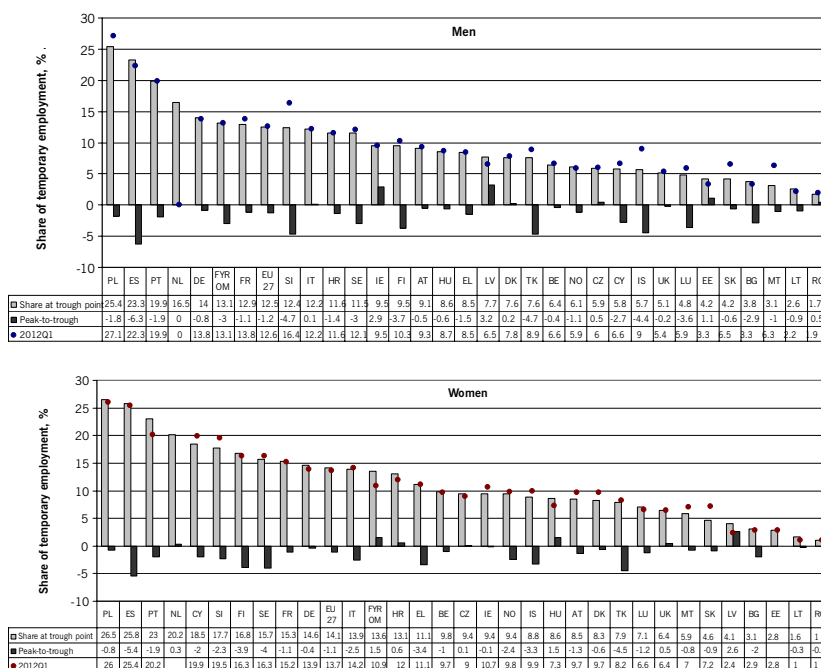 Men
Share of temporary employment, % .
30
25
20
15
10
5
0
-5
-10
PL ES PT NL DE FYR OM FR EU 27 SI IT HR SE IE FI AT HU EL LV DK TK BE NO CZ CY IS UK LU EE SK BG MT LT
Share at trough point 25.4 23.3 19.9 16.5 14 13.1 12.9 12.5 12.4 12.2 11.6 11.5 9.5 9.5 9.1 8.6 8.5 7.7 7.6 7.6 6.4 6.1 5.9 5.8 5.7 5.1 4.8 4.2 4.2 3.8 3.1 2.6 1.7
Peak-to-trough -1.8 -6.3 -1.9 0 -0.8 -3 -1.1 -1.2 -4.7 0.1 -1.4 -3 2.9 -3.7 -0.5 -0.6 -1.5 3.2 0.2 -4.7 -0.4 -1.1 0.5 -2.7 -4.4 -0.2 -3.6 1.1 -0.6 -2.9 -1 -0.9 0.5
2012Q1 27.1 22.3 19.9 0 13.8 13.1 13.8 12.6 16.4 12.2 11.6 12.1 9.5 10.3 9.3 8.7 8.5 6.5 7.8 8.9 6.6 5.9 6 6.6 9 5.4 5.9 3.3 6.5 3.3 6.3 2.2 1.9
Women
Share of temporary employment, %
30
25
20
15
10
5
0
-5
-10
PL ES PT NL CY SI FI SE FR DE EU 27 IT FYR OM HR EL BE CZ IE NO IS HU AT DK TK LU UK MT SK LV BG EE LT
Share at trough point 26.5 25.8 23 20.2 18.5 17.7 16.8 15.7 15.3 14.6 14.1 13.9 13.6 13.1 11.1 9.8 9.4 9.4 9.4 8.8 8.6 8.5 8.3 7.9 7.1 6.4 5.9 4.6 4.1 3.1 2.8 1.6
Peak-to-trough -0.8 -5.4 -1.9 0.3 -2 -2.3 -3.9 -4 -1.1 -0.4 -1.1 -2.5 1.5 0.6 -3.4 -1 0.1 -0.1 -2.4 -3.3 1.5 -1.3 -0.6 -4.5 -1.2 0.5 -0.8 -0.9 2.6 -2 -0.3
2012Q1 26 25.4 20.2 19.9 19.5 16.3 16.3 15.2 13.9 13.7 14.2 10.9 12 11.1 9.7 9 10.7 9.8 9.9 7.3 9.7 9.7 8.2 6.6 6.4 7 7.2 2.4 2.9 2.8 1